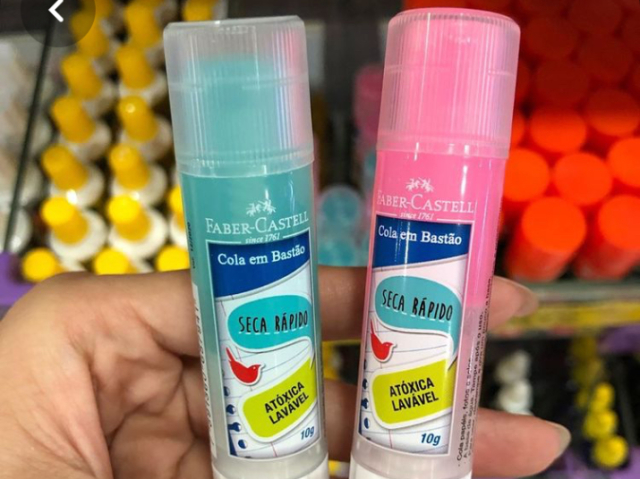 FABER-CASTELL
since 1761
Cola em Bastão
SECA RÁPIDO
ATÓXICA
LAVÁVEL
10g
FABER-CASTELL
since 1761
Cola em Bastão
SECA RÁPIDO
ATÓXICA
LAVÁVEL
10g